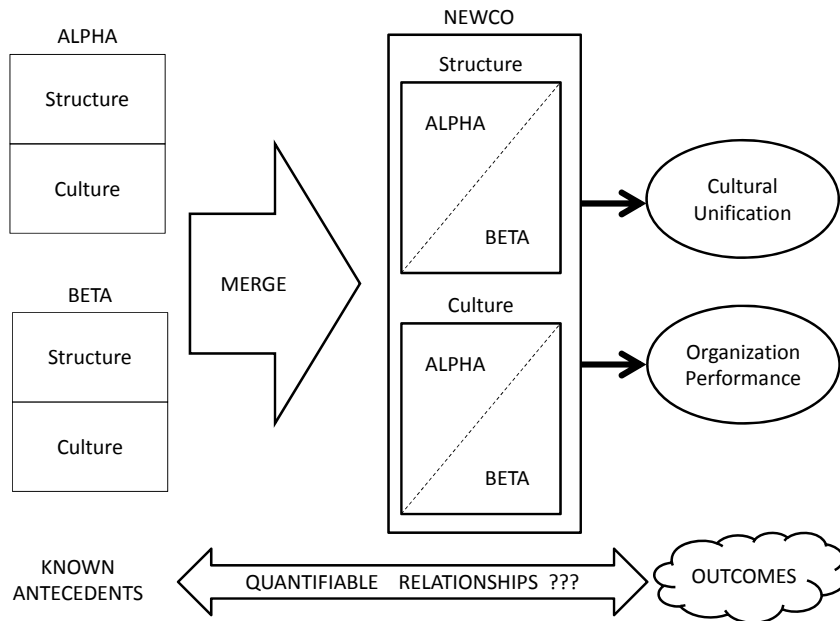 ALPHA
Structure
Culture
BETA
Structure
Culture
MERGE
NEWCO
Structure
ALPHA
BETA
Culture
ALPHA
BETA
Cultural
Unification
Organization
Performance
KNOWN
ANTECEDENTS
QUANTIFIABLE RELATIONSHIPS ???
OUTCOMES